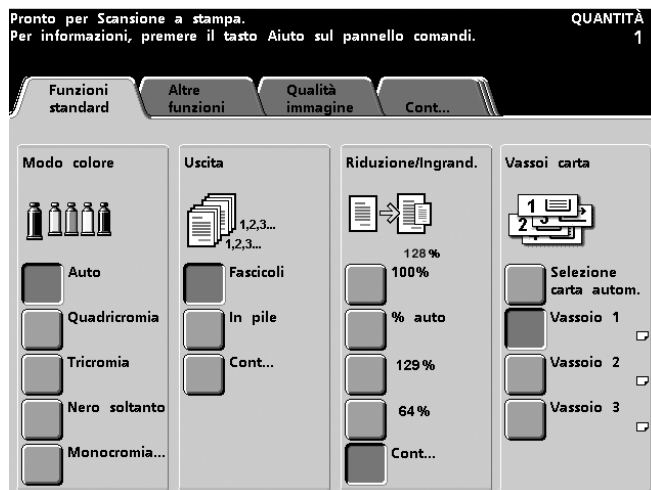 Pronto per Scansione a stampa.
Per informazioni, premere il tasto Aiuto sul pannello comandi.
QUANTITÀ
1
Funzioni standard
Altre funzioni
Qualità immagine
Cont...
Modo colore
Auto
Quadricromia
Tricromia
Nero soltanto
Monocromia...
Uscita
1,2,3...
1,2,3...
Fascicoli
In pile
Cont...
Riduzione/Ingrand.
128%
100%
% auto
129%
64%
Cont...
Vassoi carta
1
2
3
Selezione carta autom.
Vassoio 1
Vassoio 2
Vassoio 3